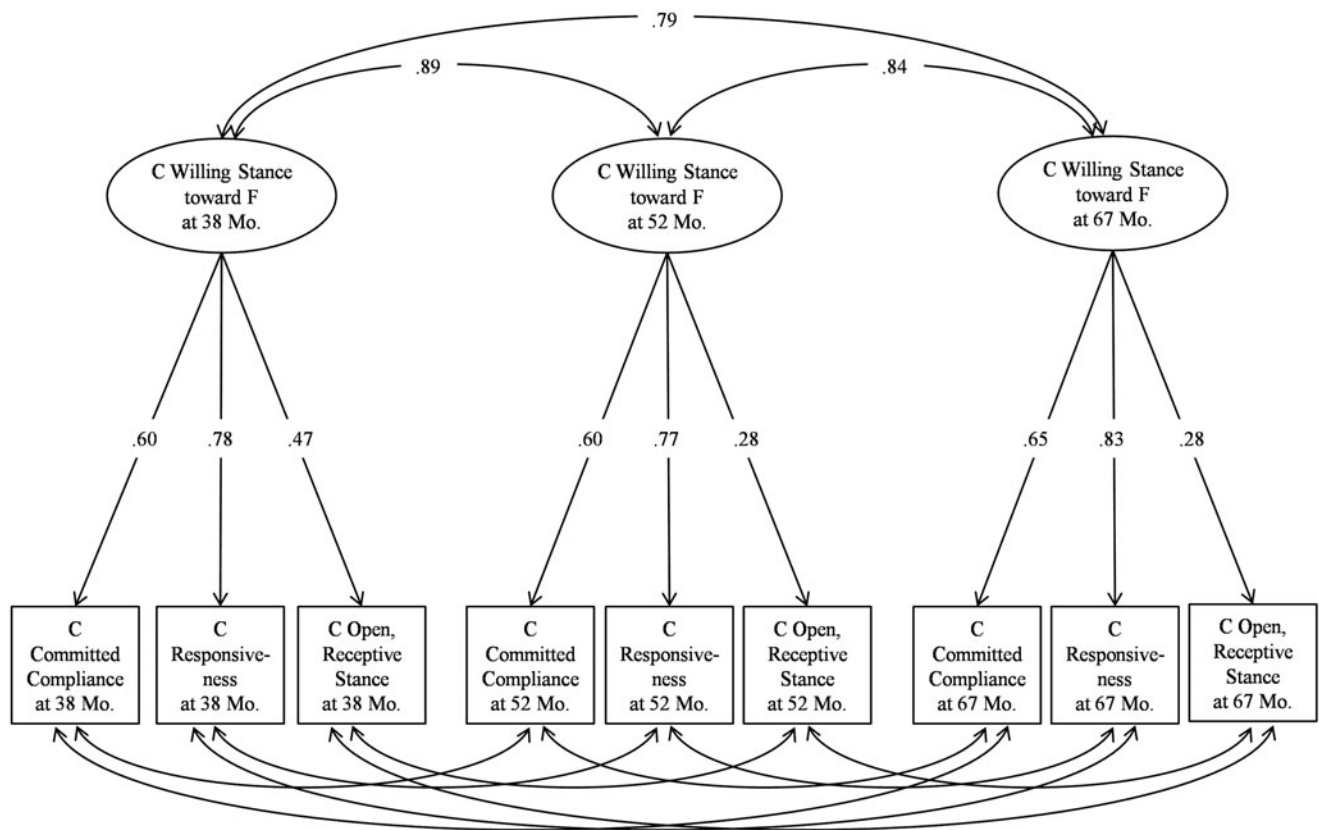 .79
.89
.84
C Willing Stance
toward F
at 38 Mo.
C Willing Stance
toward F
at 52 Mo.
C Willing Stance
toward F
at 67 Mo.
.60
.78
.47
.60
.77
.28
.65
.83
.28
C
Committed
Compliance
at 38 Mo.
C
Responsive-
ness
at 38 Mo.
C Open,
Receptive
Stance
at 38 Mo.
C
Committed
Compliance
at 52 Mo.
C
Responsive-
ness
at 52 Mo.
C Open,
Receptive
Stance
at 52 Mo.
C
Committed
Compliance
at 67 Mo.
C
Responsive-
ness
at 67 Mo.
C Open,
Receptive
Stance
at 67 Mo.